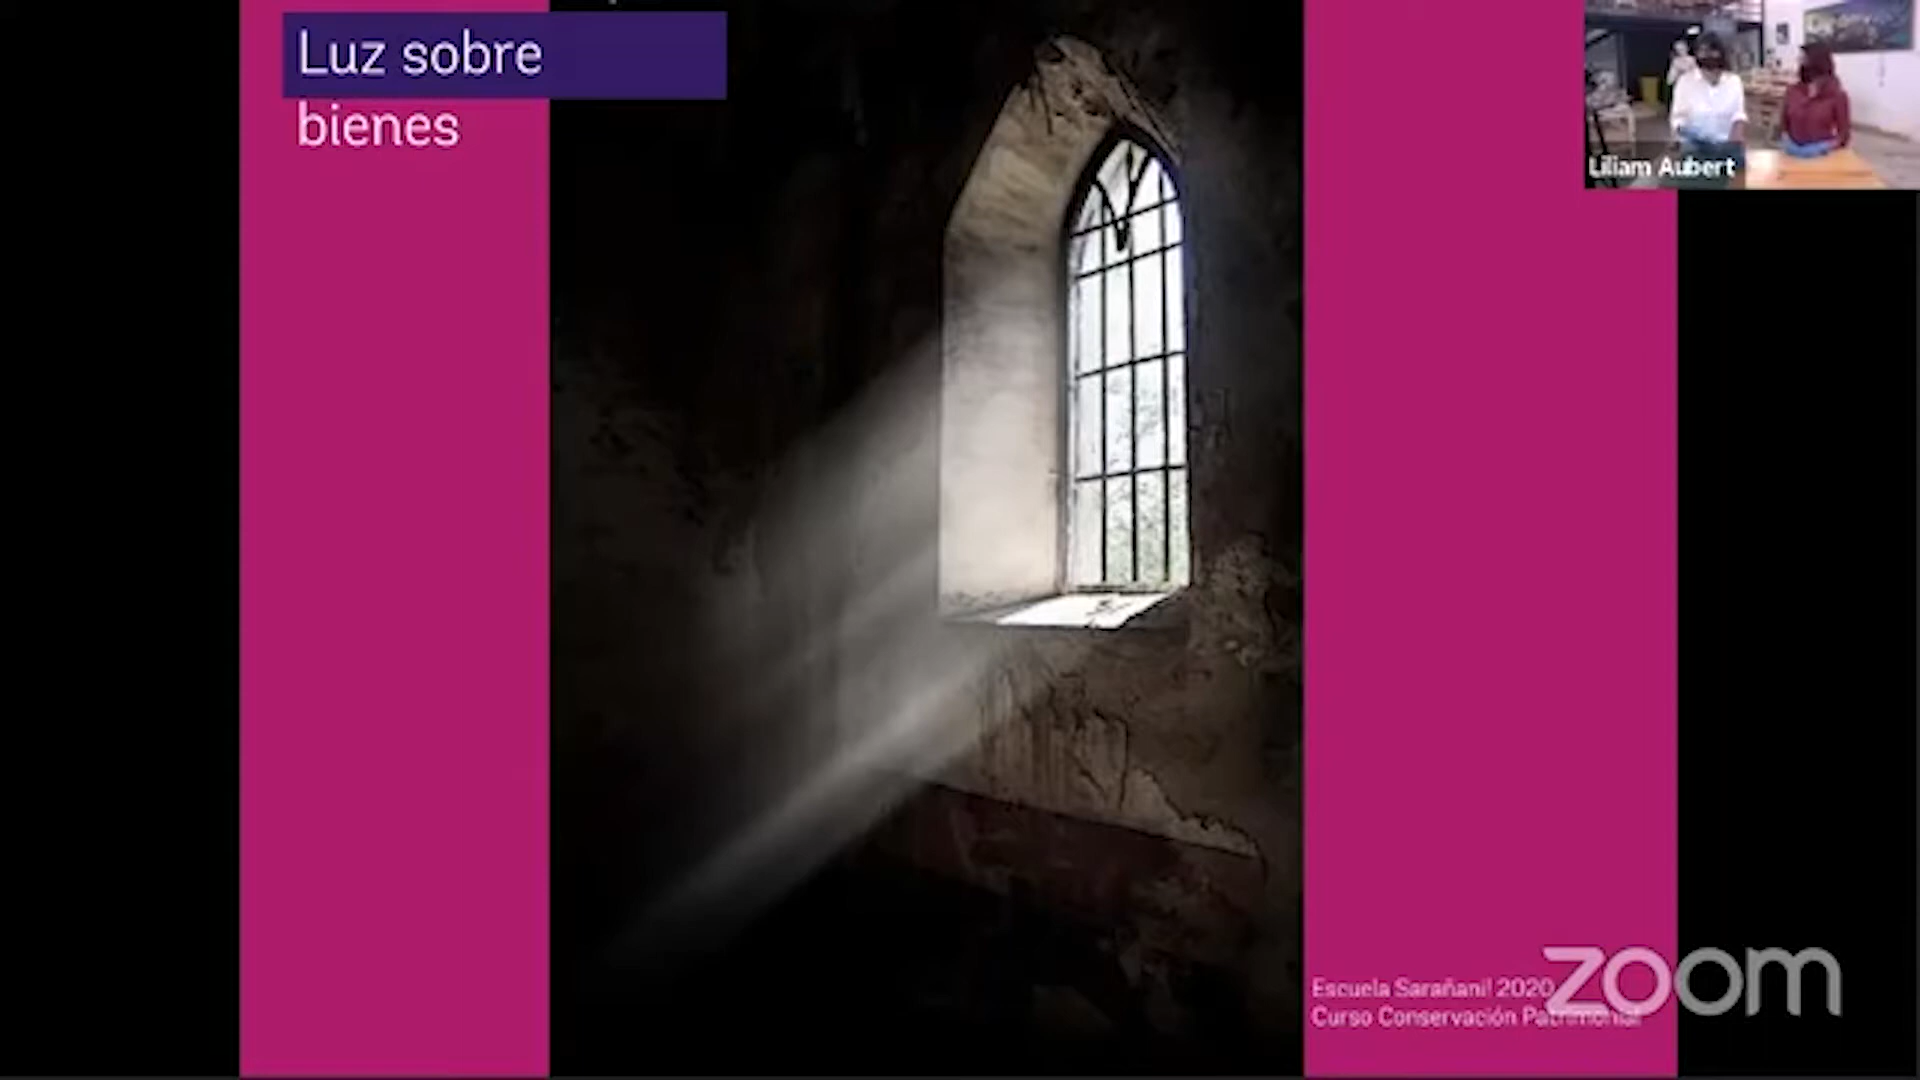 Luz sobre
bienes
Liliam Aubert
Escuela Sarañani! 2020
Curso Conservación Patrimonial
zoom